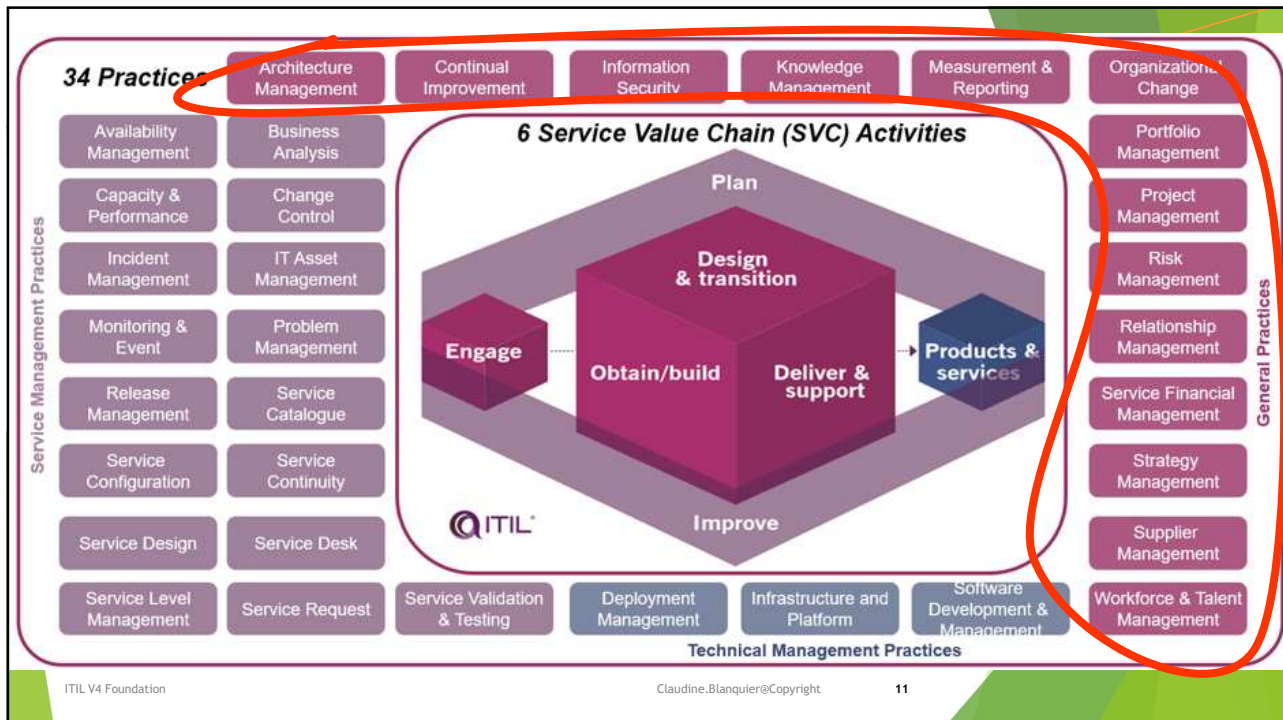 34 Practices
Architecture
Management
Continual
Improvement
Information
Security
Knowledge
Management
Measurement &
Reporting
Organizational
Change
Availability
Management
Business
Analysis
Portfolio
Management
Capacity &
Performance
Change
Control
Project
Management
Incident
Management
IT Asset
Management
Risk
Management
Monitoring &
Event
Problem
Management
Relationship
Management
Release
Management
Service
Catalogue
Service Financial
Management
Service
Configuration
Service
Continuity
Strategy
Management
Service Design
Service Desk
Supplier
Management
Service Level
Management
Service Request
Service Validation
& Testing
Deployment
Management
Infrastructure and
Platform
Software
Development &
Management
Workforce & Talent
Management
Service Management Practices
General Practices
Technical Management Practices
6 Service Value Chain (SVC) Activities
Plan
Design
& transition
Engage
Obtain/build
Deliver &
support
Products &
services
Improve
ITIL®
ITIL V4 Foundation
Claudine.Blanquier@Copyright
11